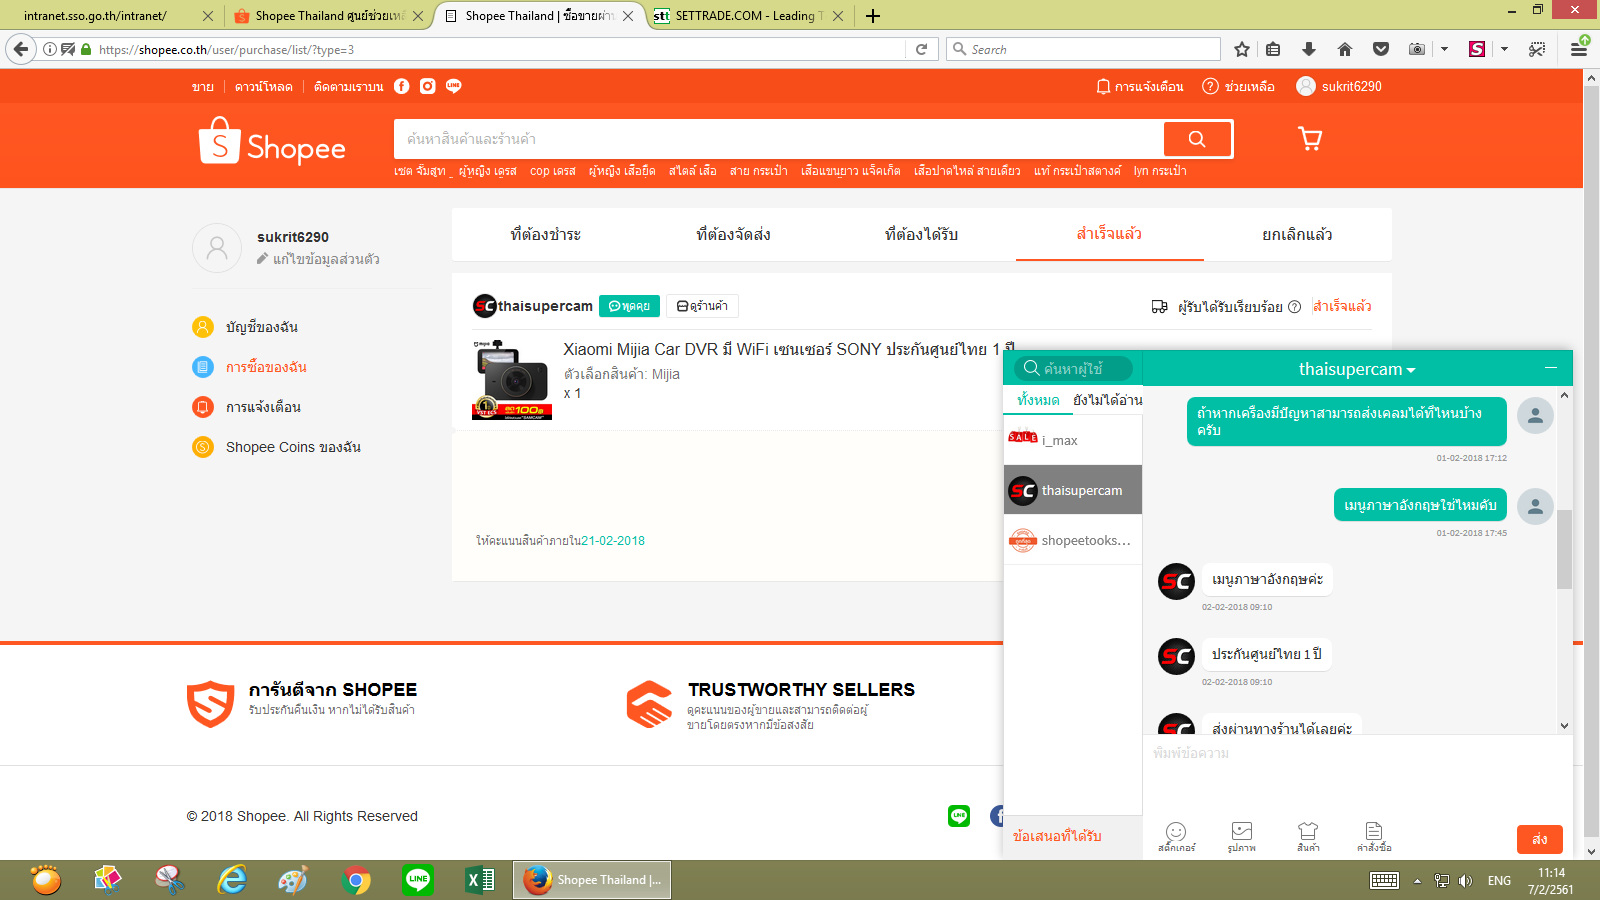 intranet.sso.go.th/intranet/
Shopee Thailand ศูนย์ช่วยเหลื
Shopee Thailand | ซื้อขายผ่าน
stt SETTRADE.COM - Leading T
https://shopee.co.th/user/purchase/list/?type=3
Search
ขาย
ดาวน์โหลด
ติดตามเราบน
การแจ้งเตือน
ช่วยเหลือ
sukrit6290
Shopee
ค้นหาสินค้าและร้านค้า
เซต จั๊มสูท _ ผู้หญิง เดรส
cop เดรส
ผู้หญิง เสื้อยืด
สไตล์ เสื้อ
สาย กระเป๋า
เสื้อแขนยาว แจ็คเก็ต
เสื้อปาดไหล่ สายเดี่ยว
แท้ กระเป๋าสตางค์
lyn กระเป๋า
sukrit6290
แก้ไขข้อมูลส่วนตัว
บัญชีของฉัน
การซื้อของฉัน
การแจ้งเตือน
Shopee Coins ของฉัน
ที่ต้องชำระ
ที่ต้องจัดส่ง
ที่ต้องได้รับ
สำเร็จแล้ว
ยกเลิกแล้ว
SC thaisupercam
พูดคุย
ดูร้านค้า
ผู้รับได้รับเรียบร้อย
สำเร็จแล้ว
Xiaomi Mijia Car DVR มี WiFi เซนเซอร์ SONY ประกันศูนย์ไทย 1 ปี
ตัวเลือกสินค้า: Mijia
x 1
ให้คะแนนสินค้าภายใน21-02-2018
ค้นหาผู้ใช้
thaisupercam
ทั้งหมด
ยังไม่ได้อ่าน
SALE i_max
SC thaisupercam
shopeetooks...
ข้อเสนอที่ได้รับ
ถ้าหากเครื่องมีปัญหาสามารถส่งเคลมได้ที่ไหนบ้าง
ครับ
01-02-2018 17:12
เมนูภาษาอังกฤษใช่ไหมคับ
01-02-2018 17:45
SC เมนูภาษาอังกฤษค่ะ
02-02-2018 09:10
SC ประกันศูนย์ไทย 1 ปี
02-02-2018 09:10
SC ส่งผ่านทางร้านได้เลยค่ะ
พิมพ์ข้อความ
สติ๊กเกอร์
รูปภาพ
สินค้า
คำสั่งซื้อ
ส่ง
การันตีจาก SHOPEE
รับประกันคืนเงิน หากไม่ได้รับสินค้า
TRUSTWORTHY SELLERS
ดูคะแนนของผู้ขายและสามารถติดต่อผู้
ขายโดยตรงหากมีข้อสงสัย
© 2018 Shopee. All Rights Reserved
LINE
Shopee Thailand |...
ENG
11:14
7/2/2561